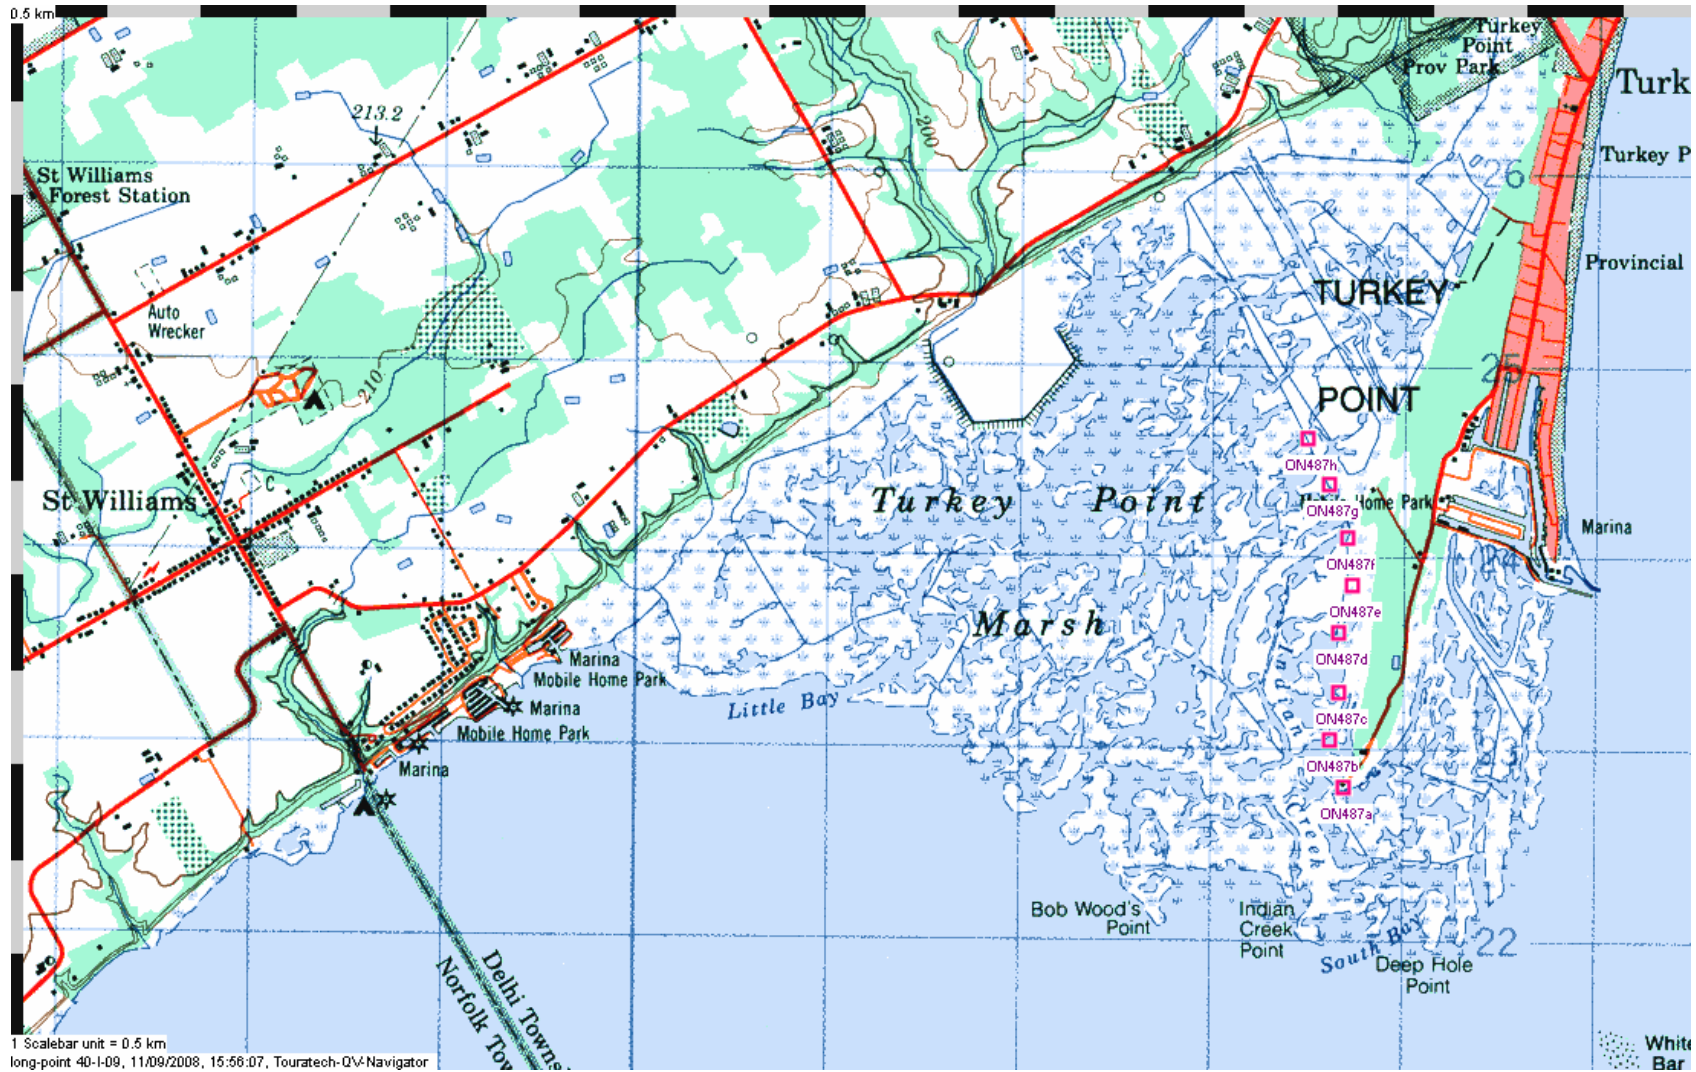 0.5 km
Turkey
Point
Prov Park
Turk
213.2
200
Turkey P
St Williams
Forest Station
26
Provincial
TURKEY
Auto
Wrecker
25
210
POINT
ON487h
C
St Williams
Turkey Point
Home Park
ON487g
Marina
ON487f
ON487e
Marsh
Marina
Mobile Home Park
ON487d
Little Bay
Marina
Mobile Home Park
ON487c
Indian
Creek
Marina
ON487b
ON487a
Bob Wood's
Point
Indian
Creek
Point
South Bay
22
Deep Hole
Point
Delhi Towns
Norfolk Tow
1 Scalebar unit = 0.5 km
White
Bar
long-point 40-I-09, 11/09/2008, 15:56:07, Touratech-QV-Navigator